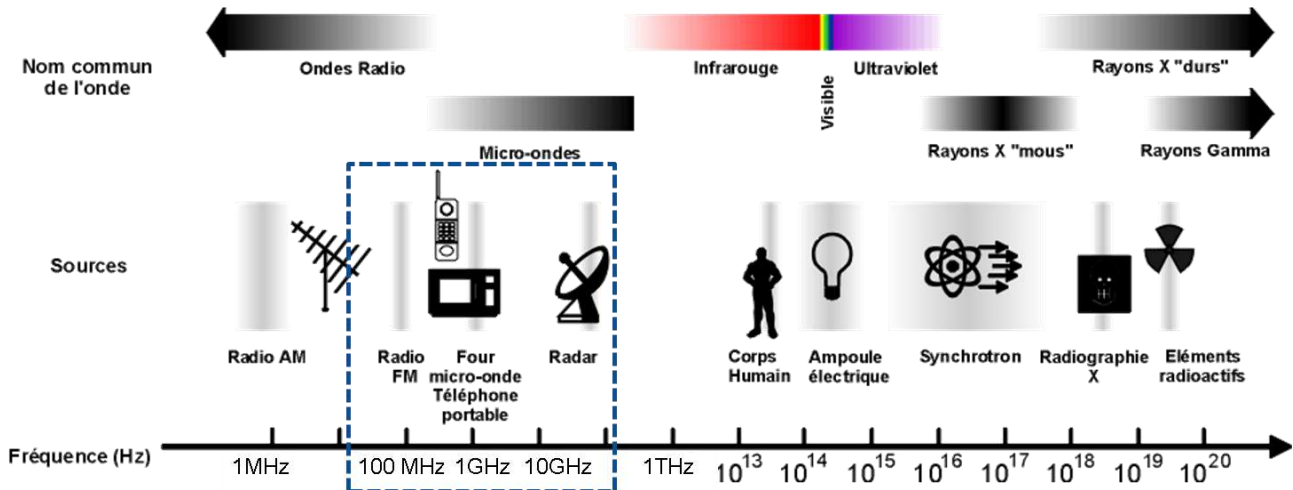 Nom commun
de l'onde
Ondes Radio
Infrarouge
Visible
Ultraviolet
Rayons X "durs"
Micro-ondes
Rayons X "mous"
Rayons Gamma
Sources
Radio AM
Radio
FM
Four
micro-onde
Téléphone
portable
Radar
Corps
Humain
Ampoule
électrique
Synchrotron
Radiographie
X
Eléments
radioactifs
Fréquence (Hz)
1MHz
100 MHz
1GHz
10GHz
1THz
10¹³
10¹⁴
10¹⁵
10¹⁶
10¹⁷
10¹⁸
10¹⁹
10²⁰